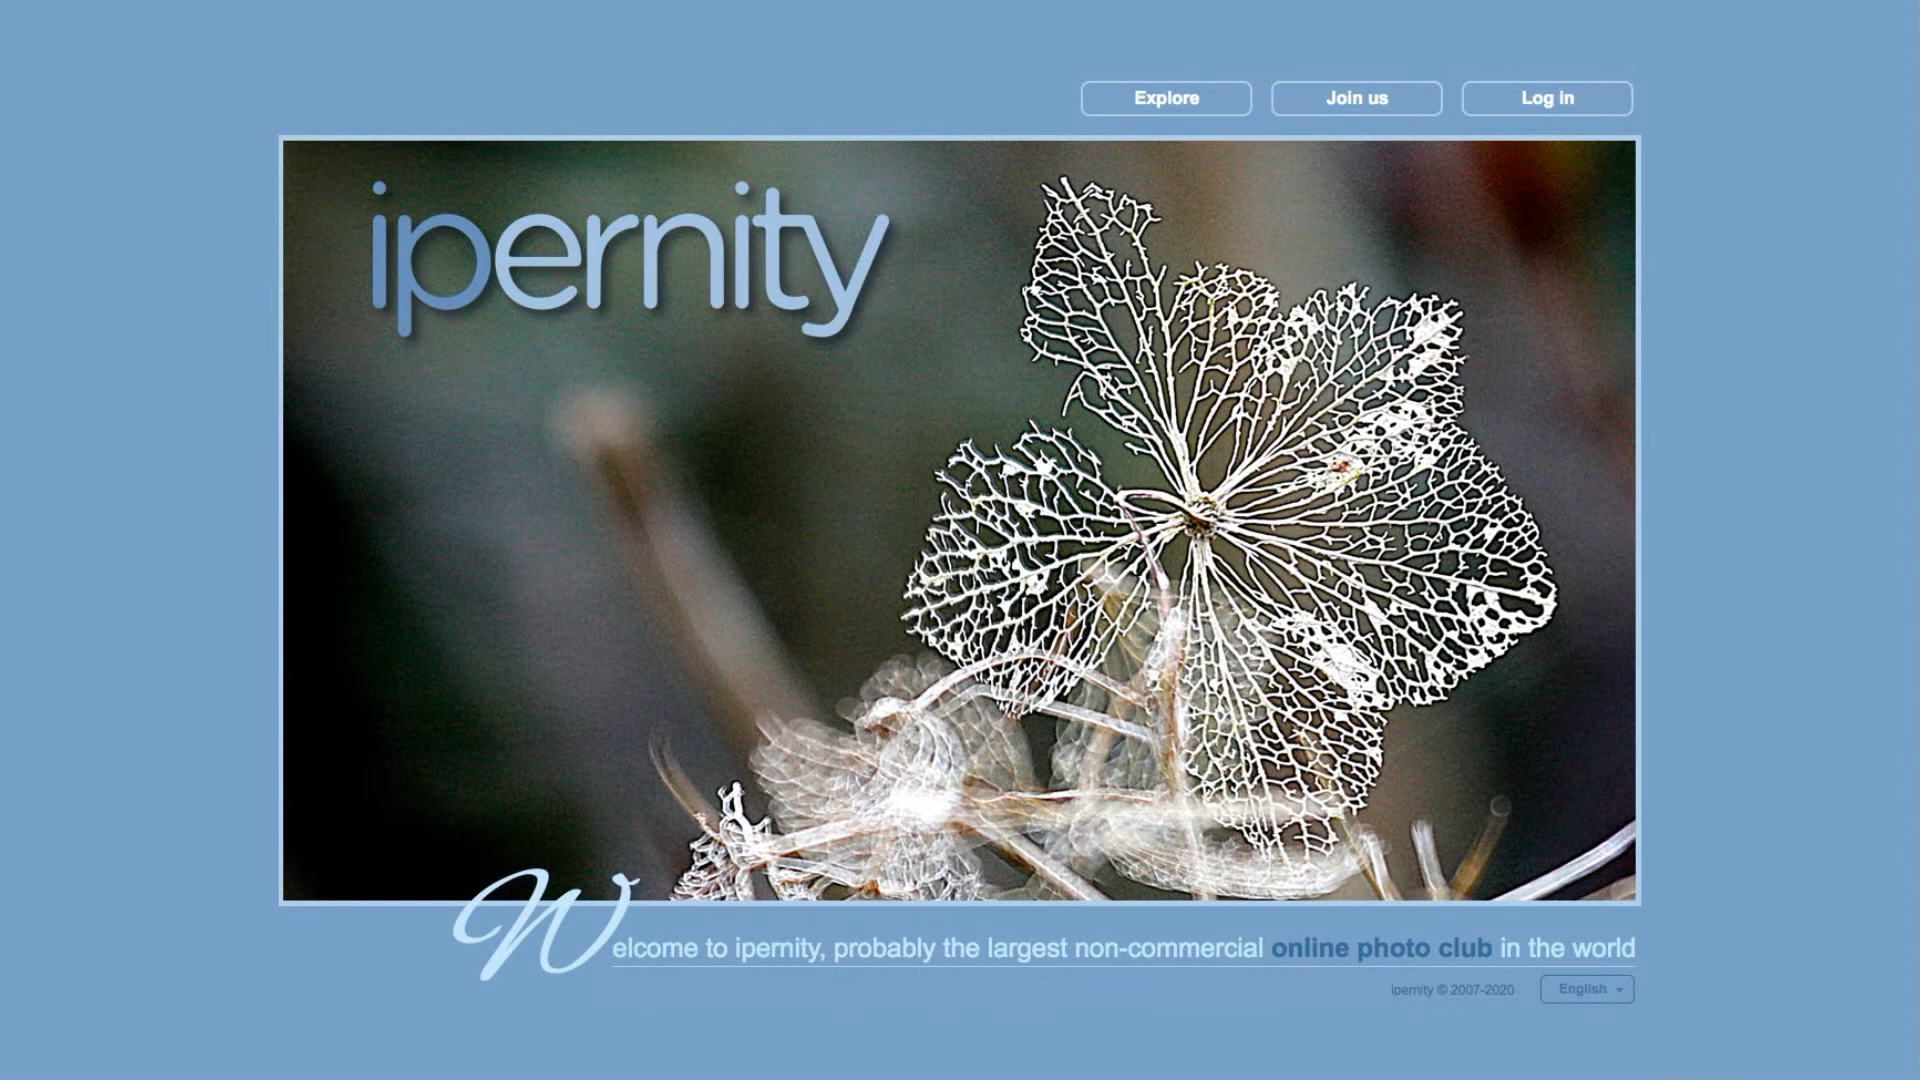 Explore
Join us
Log in
ipernity
Welcome to ipernity, probably the largest non-commercial online photo club in the world
ipernity © 2007-2020
English